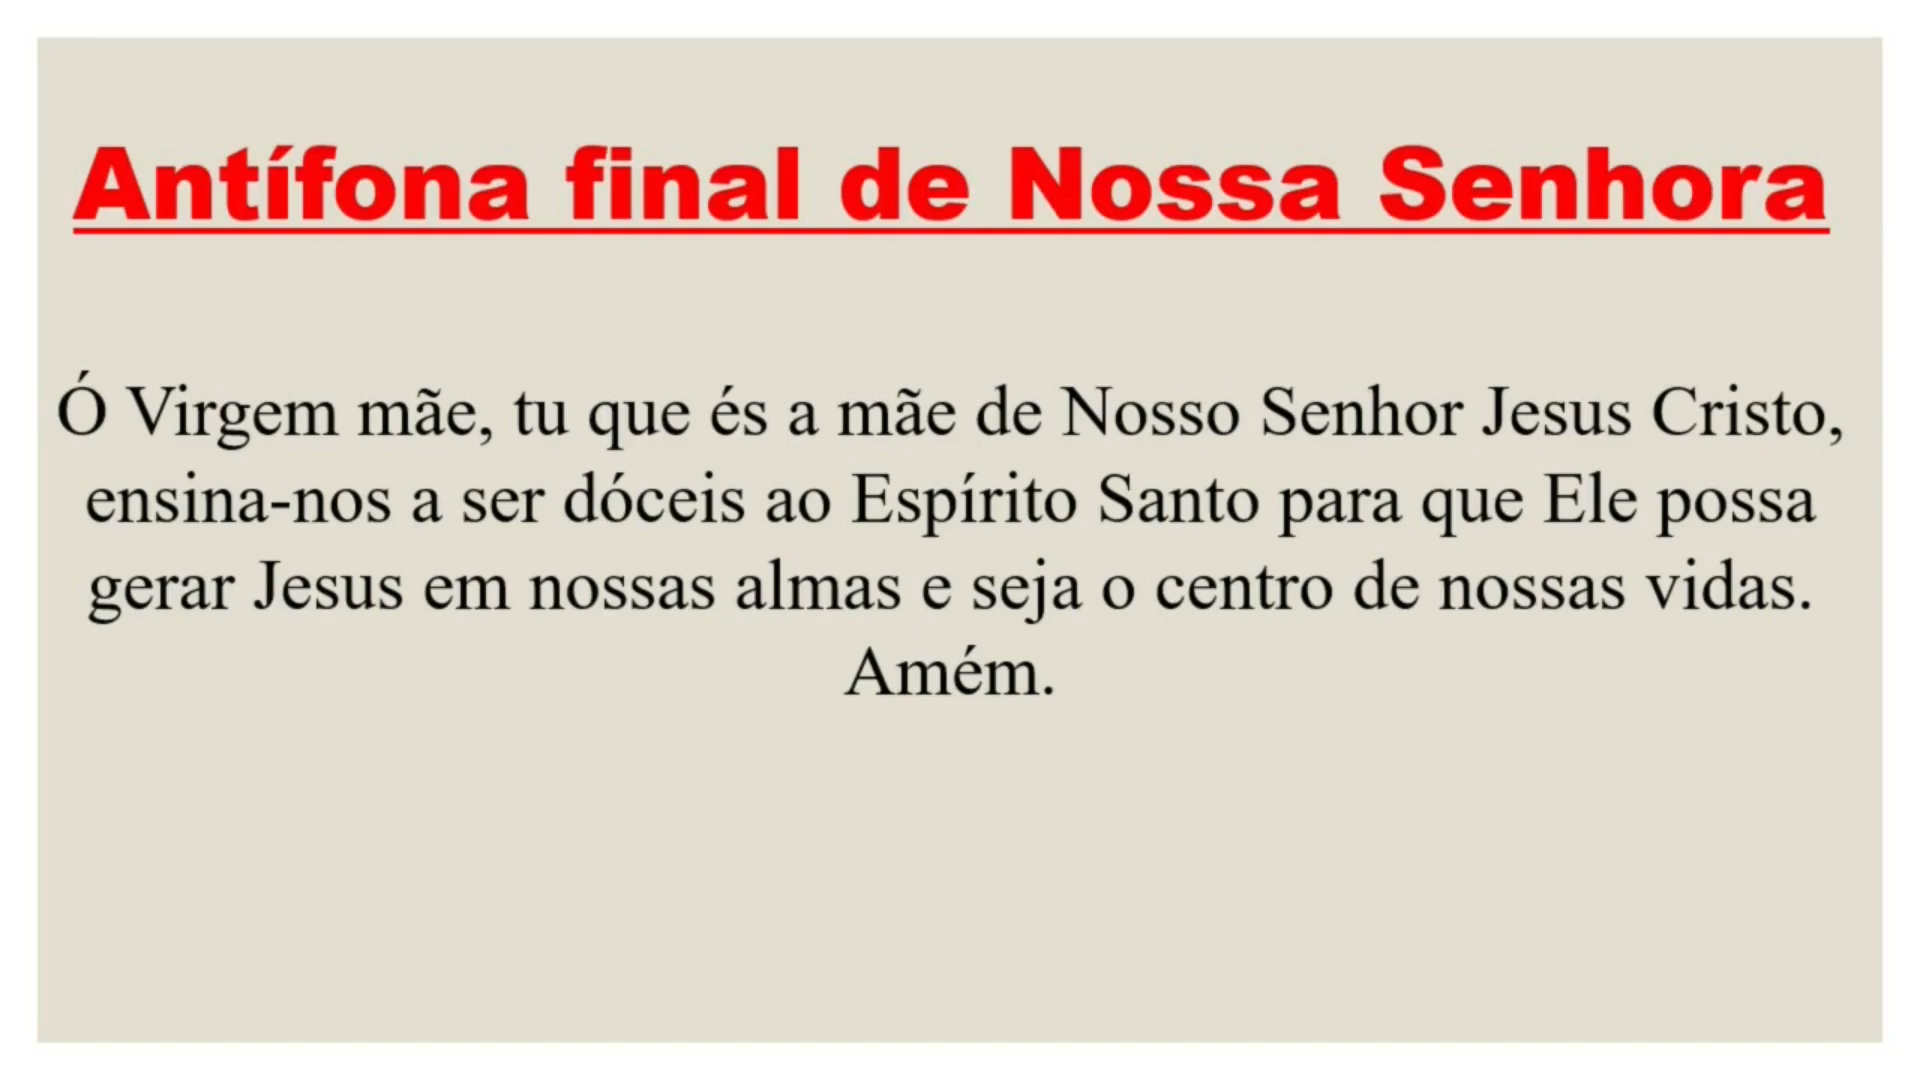 Antífona final de Nossa Senhora
Ó Virgem mãe, tu que és a mãe de Nosso Senhor Jesus Cristo,
ensina-nos a ser dóceis ao Espírito Santo para que Ele possa
gerar Jesus em nossas almas e seja o centro de nossas vidas.
Amém.